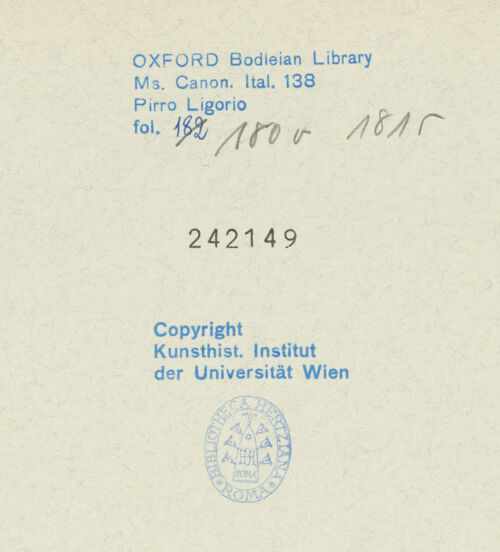 OXFORD Bodleian Library
Ms. Canon. Ital. 138
Pirro Ligorio
fol. 182 180v 181r
242149
Copyright
Kunsthist. Institut
der Universität Wien
BIBLIOTHECA HERTZIANA
ROMA
ROMA